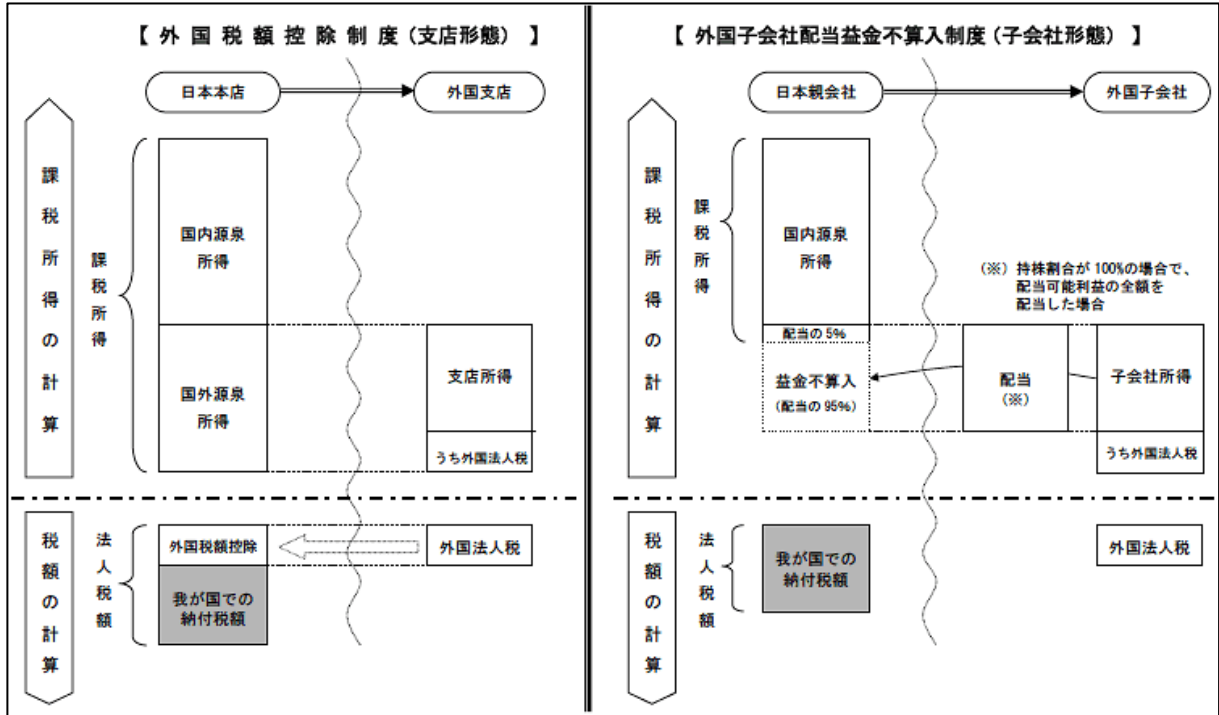 【 外 国 税 額 控 除 制 度 (支店形態) 】
日本本店
外国支店
課税所得の計算
課税所得
国内源泉
所得
国外源泉
所得
支店所得
うち外国法人税
税額の計算
法人税額
外国税額控除
我が国での
納付税額
外国法人税
【 外国子会社配当益金不算入制度 (子会社形態) 】
日本親会社
外国子会社
課税所得の計算
課税所得
国内源泉
所得
(※) 持株割合が 100%の場合で、
配当可能利益の全額を
配当した場合
配当の 5%
益金不算入
(配当の 95%)
配当
(※)
子会社所得
うち外国法人税
税額の計算
法人税額
我が国での
納付税額
外国法人税